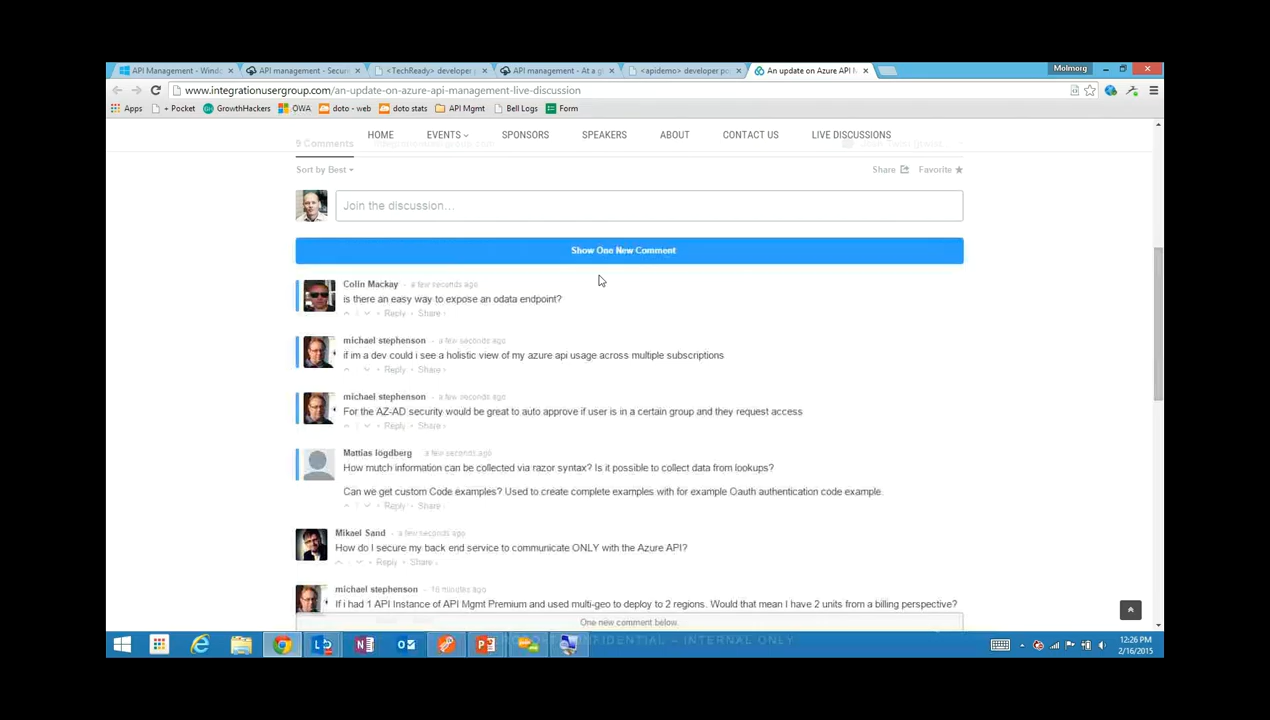 API Management - Windo
API management - Securi
<TechReady> developer p
API management - At a g
<apidemo> developer po
An update on Azure API M
Molmorg
www.integrationusergroup.com/an-update-on-azure-api-management-live-discussion
Apps
+ Pocket
GrowthHackers
OWA
doto - web
doto stats
API Mgmt
Bell Logs
Form
HOME
EVENTS
SPONSORS
SPEAKERS
ABOUT
CONTACT US
LIVE DISCUSSIONS
9 Comments
Sort by Best
Share
Favorite
Join the discussion…
Show One New Comment
Colin Mackay - a few seconds ago
is there an easy way to expose an odata endpoint?
Reply • Share ›
michael stephenson - a few seconds ago
if im a dev could i see a holistic view of my azure api usage across multiple subscriptions
Reply • Share ›
michael stephenson - a few seconds ago
For the AZ-AD security would be great to auto approve if user is in a certain group and they request access
Reply • Share ›
Mattias lögdberg a few seconds ago
How mutch information can be collected via razor syntax? Is it possible to collect data from lookups?
Can we get custom Code examples? Used to create complete examples with for example Oauth authentication code example.
Reply • Share ›
Mikael Sand • a few seconds ago
How do I secure my back end service to communicate ONLY with the Azure API?
Reply • Share ›
michael stephenson • 16 minutes ago
If i had 1 API Instance of API Mgmt Premium and used multi-geo to deploy to 2 regions. Would that mean I have 2 units from a billing perspective?
One new comment below.
CONFIDENTIAL – INTERNAL ONLY
12:26 PM
2/16/2015